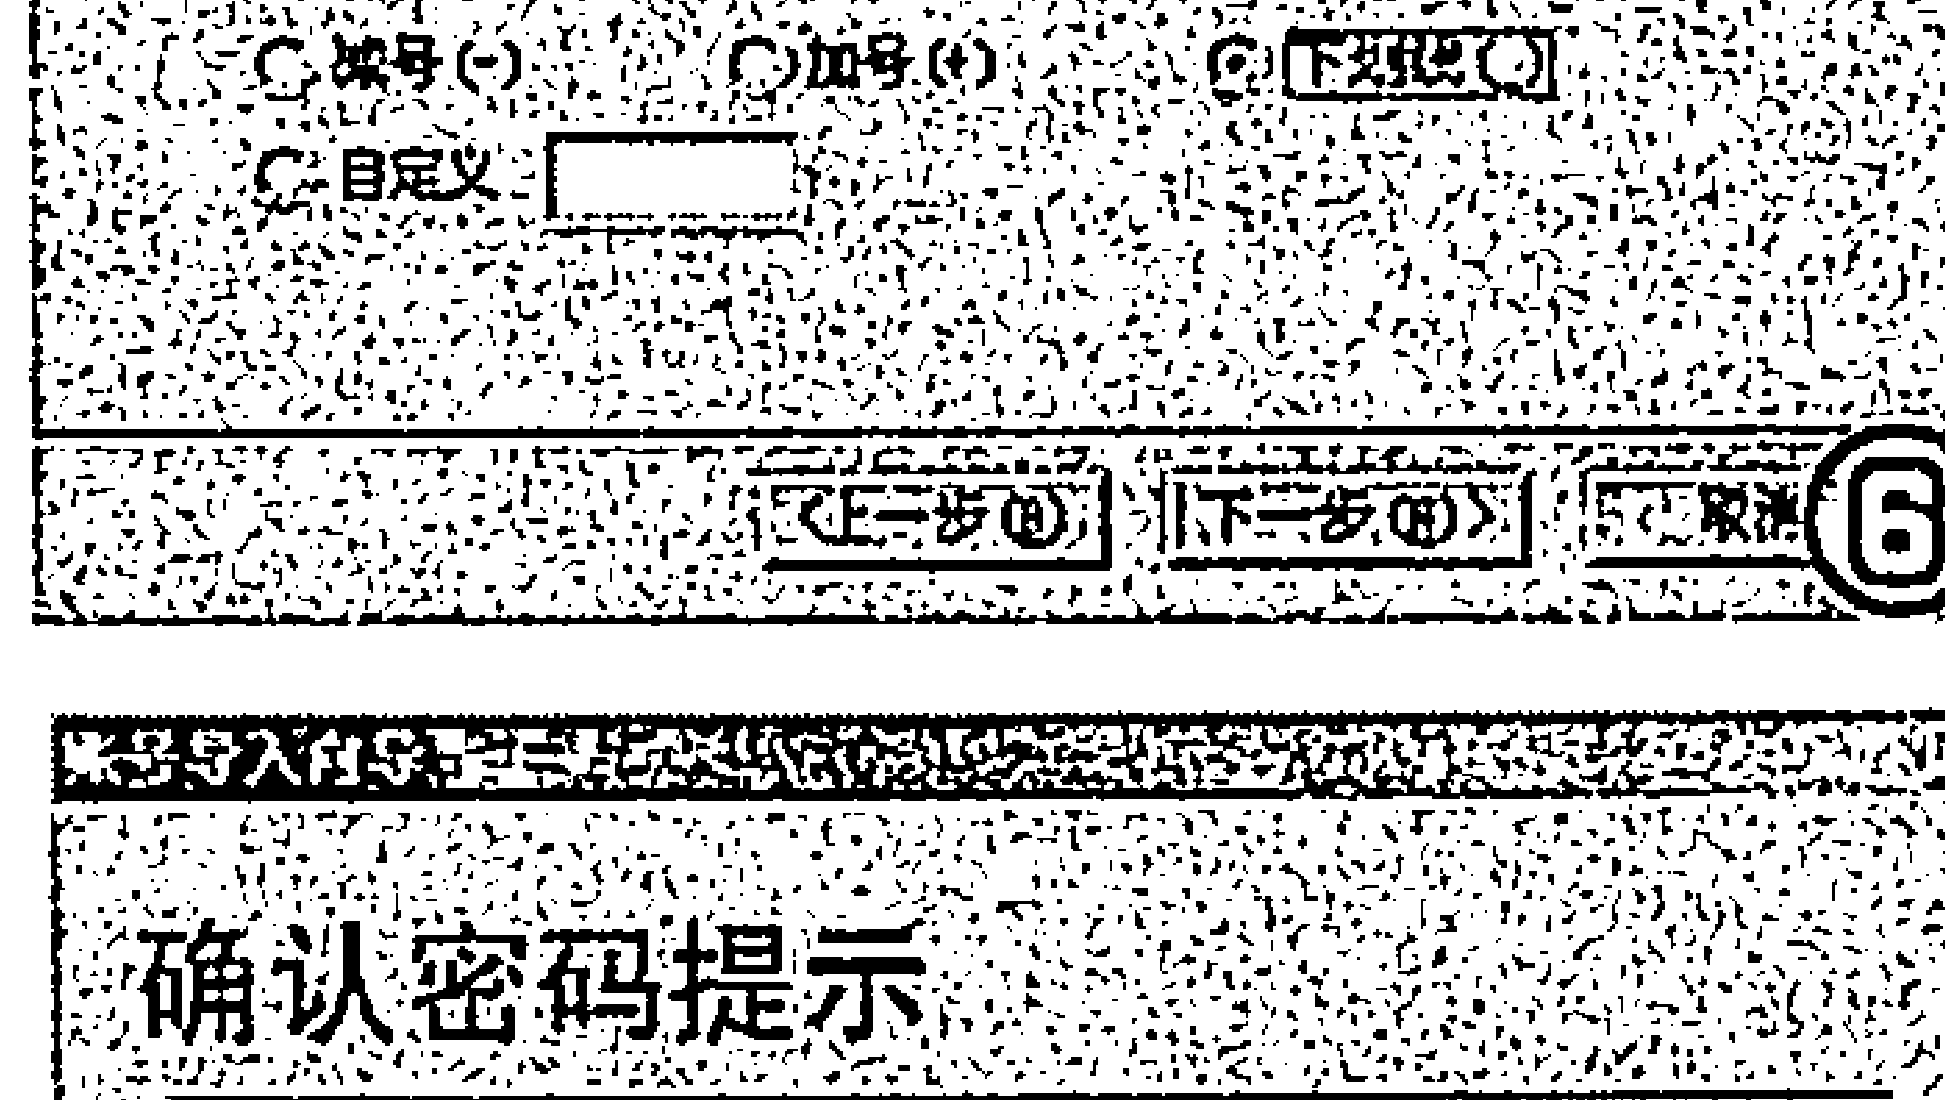 号(-) 加号(+) 下划线(_)
自定义
<上一步(B) 下一步(N)> 取消 6
确认密码提示